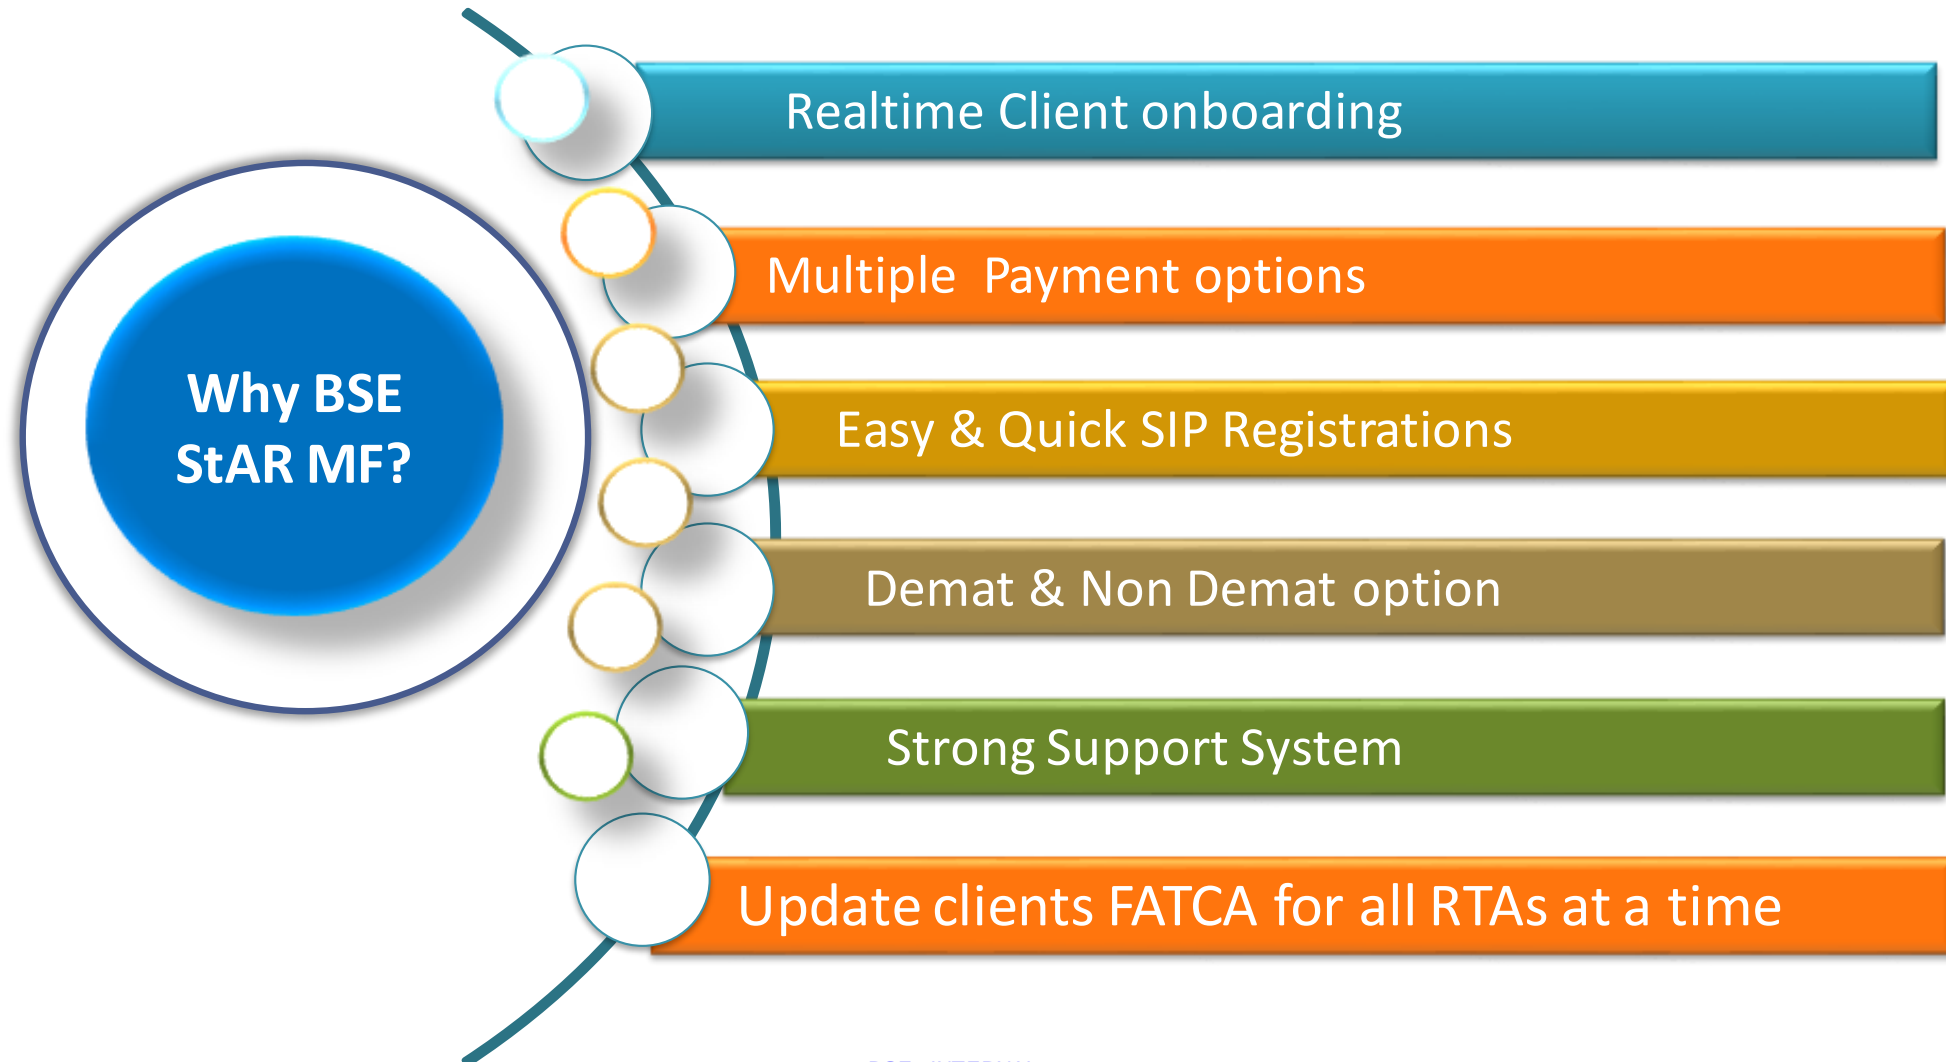 Why BSE
StAR MF?
Realtime Client onboarding
Multiple  Payment options
Easy & Quick SIP Registrations
Demat & Non Demat option
Strong Support System
Update clients FATCA for all RTAs at a time